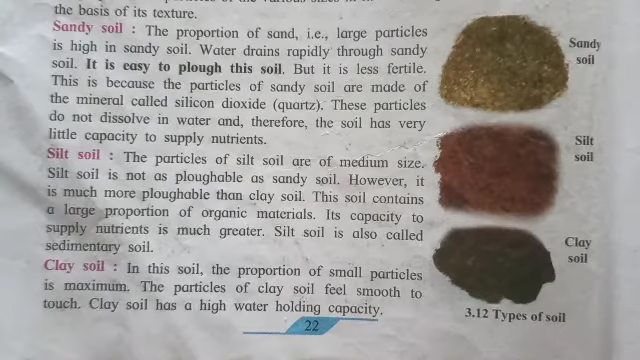 the basis of its texture.
Sandy soil : The proportion of sand, i.e., large particles
is high in sandy soil. Water drains rapidly through sandy
soil. It is easy to plough this soil. But it is less fertile.
This is because the particles of sandy soil are made of
the mineral called silicon dioxide (quartz). These particles
do not dissolve in water and, therefore, the soil has very
little capacity to supply nutrients.
Silt soil : The particles of silt soil are of medium size.
Silt soil is not as ploughable as sandy soil. However, it
is much more ploughable than clay soil. This soil contains
a large proportion of organic materials. Its capacity to
supply nutrients is much greater. Silt soil is also called
sedimentary soil.
Clay soil : In this soil, the proportion of small particles
is maximum. The particles of clay soil feel smooth to
touch. Clay soil has a high water holding capacity.
22
Sandy
soil
Silt
soil
Clay
soil
3.12 Types of soil